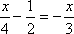 x/4 − 1/2 = −x/3